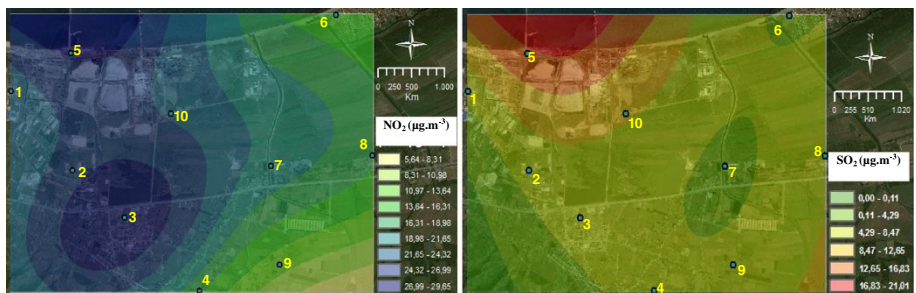 6
5
1
10
8
7
2
3
9
4
N
0 250 500 1.000
Km
NO₂ (µg.m⁻³)
5,64 - 8,31
8,31 - 10,98
10,97 - 13,64
13,64 - 16,31
16,31 - 18,98
18,98 - 21,65
21,65 - 24,32
24,32 - 26,99
26,99 - 29,65
6
5
1
10
8
7
2
3
9
4
N
0 255 510 1.020
Km
SO₂ (µg.m⁻³)
0,00 - 0,11
0,11 - 4,29
4,29 - 8,47
8,47 - 12,65
12,65 - 16,83
16,83 - 21,01